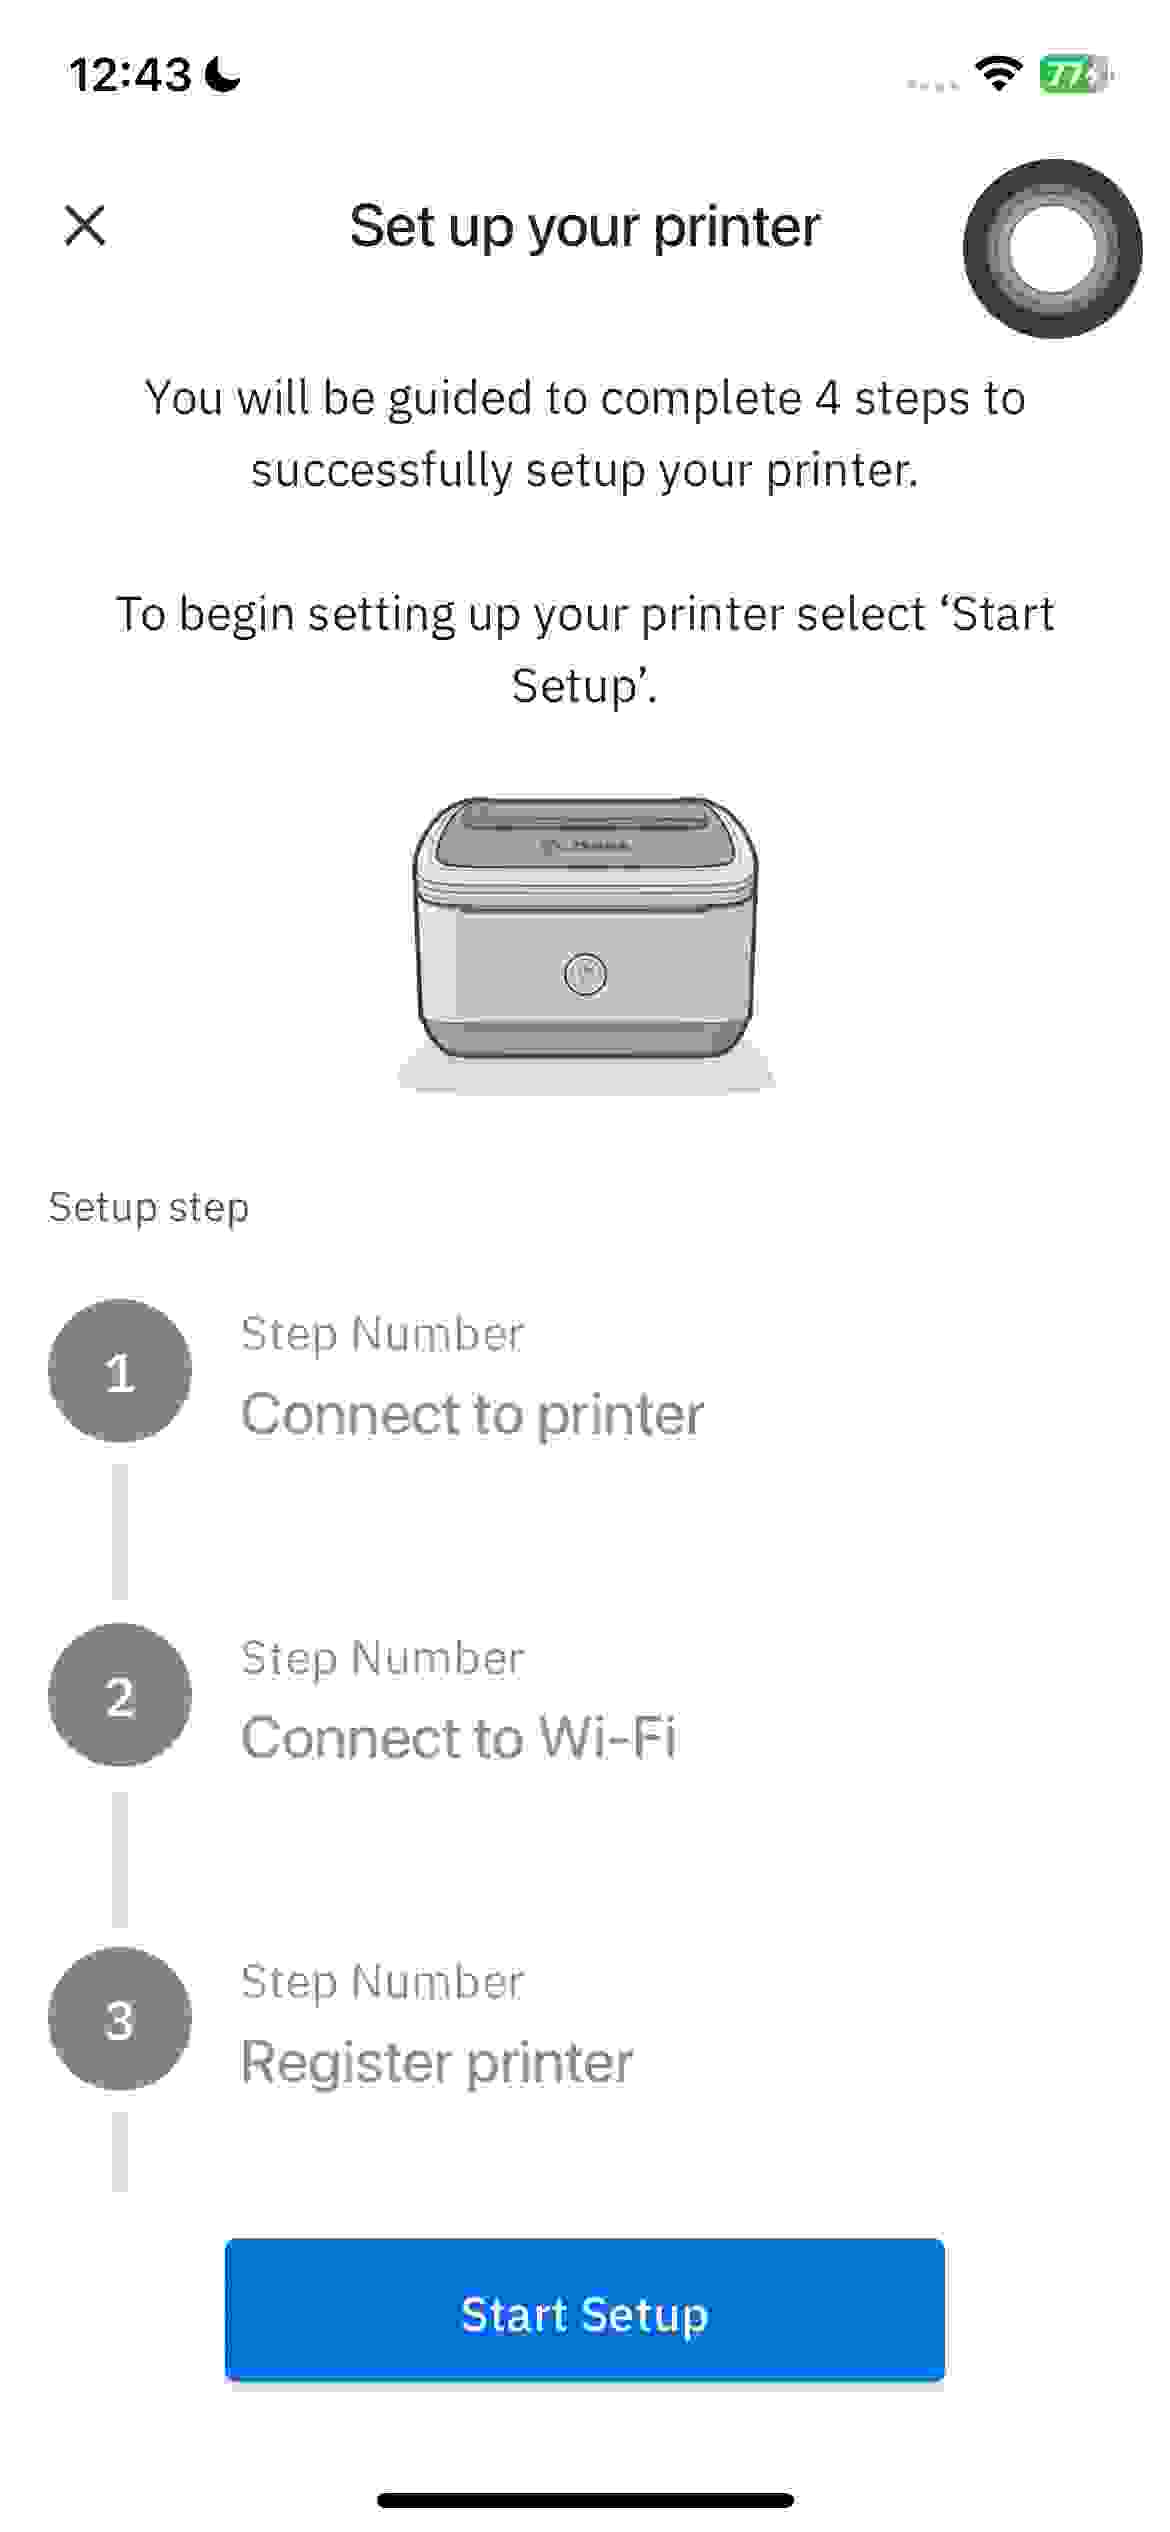 12:43
77
Set up your printer
You will be guided to complete 4 steps to
successfully setup your printer.
To begin setting up your printer select ‘Start
Setup’.
Setup step
1
Step Number
Connect to printer
2
Step Number
Connect to Wi-Fi
3
Step Number
Register printer
Start Setup